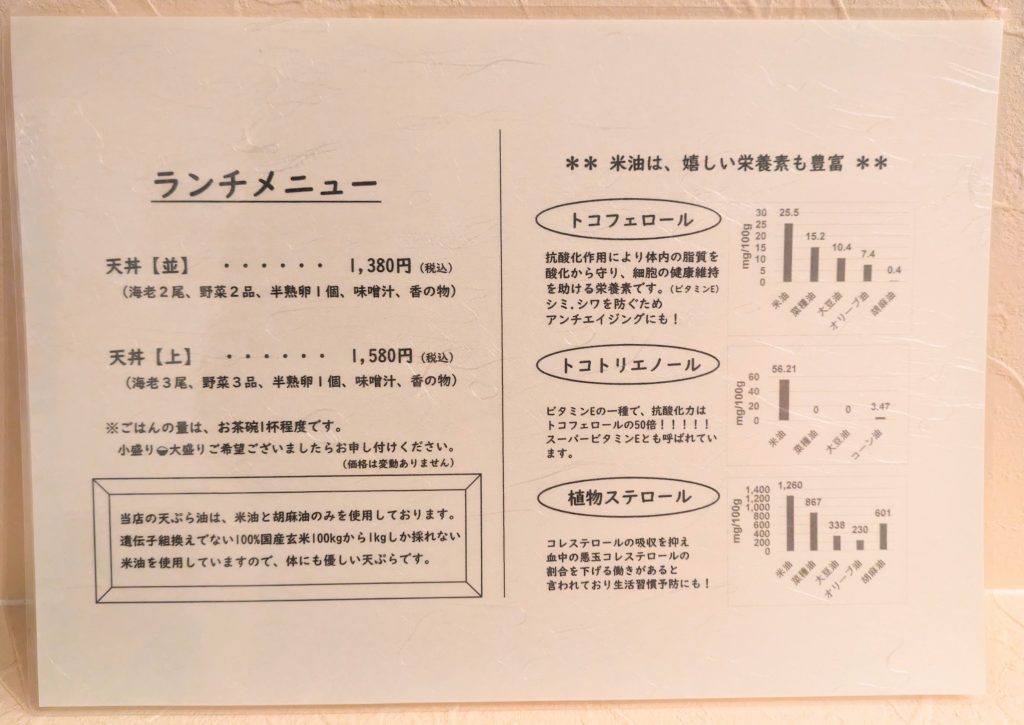 ランチメニュー
天丼【並】 ・・・・・・ 1,380円（税込）
（海老２尾、野菜２品、半熟卵１個、味噌汁、香の物）
天丼【上】 ・・・・・・ 1,580円（税込）
（海老３尾、野菜３品、半熟卵１個、味噌汁、香の物）
※ごはんの量は、お茶碗1杯程度です。
小盛り🍚大盛りご希望ございましたらお申し付けください。
（価格は変動ありません）
当店の天ぷら油は、米油と胡麻油のみを使用しております。
遺伝子組換えでない100%国産玄米100kgから1kgしか採れない
米油を使用していますので、体にも優しい天ぷらです。
＊＊ 米油は、嬉しい栄養素も豊富 ＊＊
トコフェロール
抗酸化作用により体内の脂質を
酸化から守り、細胞の健康維持
を助ける栄養素です。（ビタミンE）
シミ.シワを防ぐため
アンチエイジングにも！
mg/100g
30
25
20
15
10
5
0
25.5
15.2
10.4
7.4
0.4
米油
菜種油
大豆油
オリーブ油
胡麻油
トコトリエノール
ビタミンEの一種で、抗酸化力は
トコフェロールの50倍！！！！！
スーパービタミンEとも呼ばれてい
ます。
mg/100g
60
40
20
0
56.21
0
0
3.47
米油
菜種油
大豆油
コーン油
植物ステロール
コレステロールの吸収を抑え
血中の悪玉コレステロールの
割合を下げる働きがあると
言われており生活習慣予防にも！
mg/100g
1,400
1,200
1,000
800
600
400
200
0
1,260
867
338
230
601
米油
菜種油
大豆油
オリーブ油
胡麻油